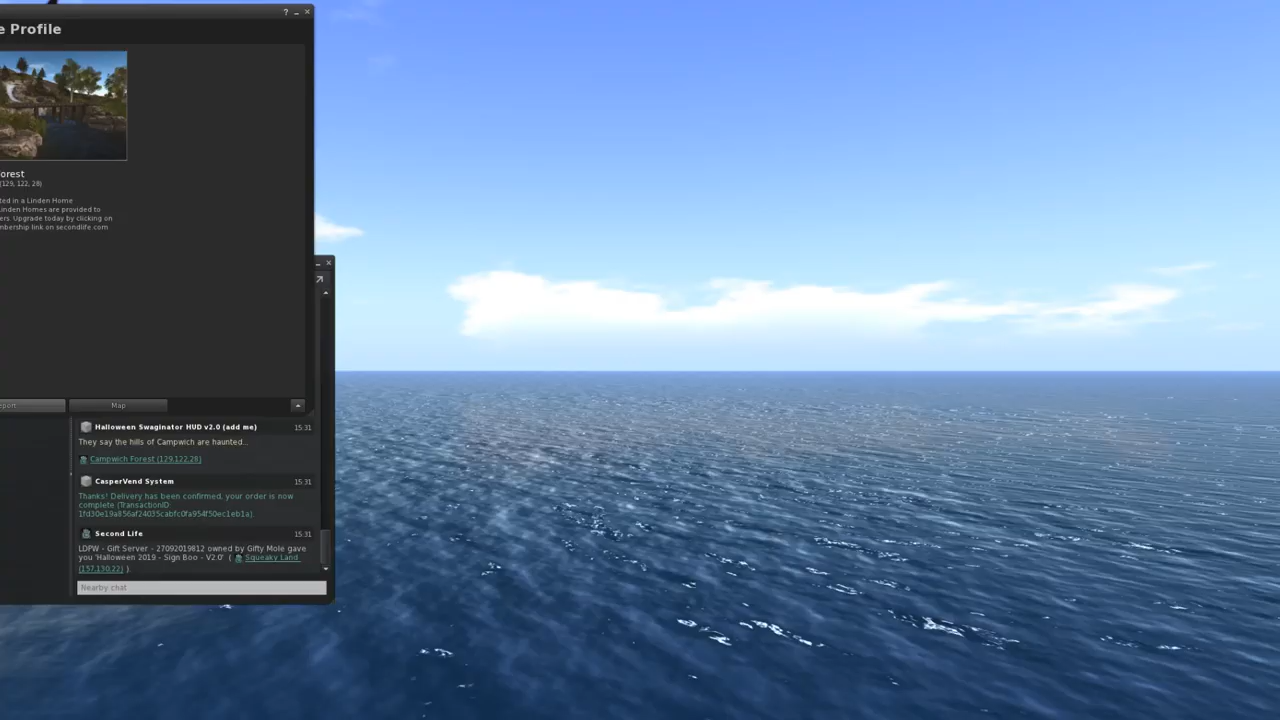 e Profile
orest
(129, 122, 28)
ted in a Linden Home
Linden Homes are provided to
ers. Upgrade today by clicking on
mbership link on secondlife.com
eport
Map
Halloween Swaginator HUD v2.0 (add me) 15:31
They say the hills of Campwich are haunted...
Campwich Forest (129,122,28)
CasperVend System 15:31
Thanks! Delivery has been confirmed, your order is now
complete (TransactionID:
1fd30e19a856af24035cabfc0fa954f50ec1eb1a).
Second Life 15:31
LDPW - Gift Server - 27092019812 owned by Gifty Mole gave
you 'Halloween 2019 - Sign Boo - V2.0' ( Squeaky Land
(157,130,22) ).
Nearby chat